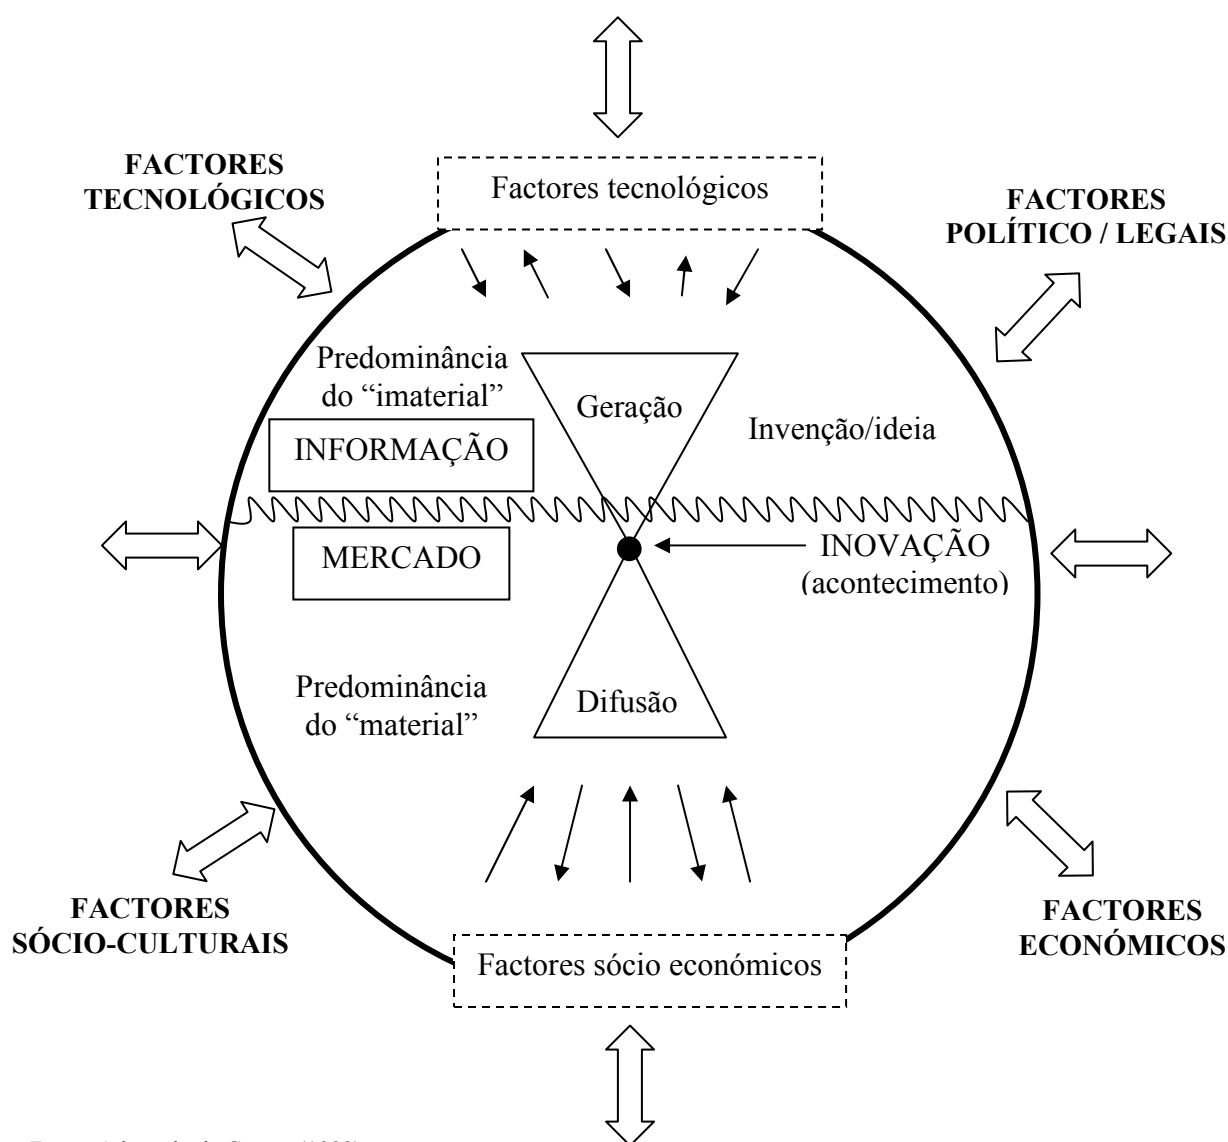 FACTORES
TECNOLÓGICOS
Factores tecnológicos
FACTORES
POLÍTICO / LEGAIS
Predominância
do “imaterial”
Geração
Invenção/ideia
INFORMAÇÃO
MERCADO
INOVAÇÃO
(acontecimento)
Predominância
do “material”
Difusão
FACTORES
SÓCIO-CULTURAIS
FACTORES
ECONÓMICOS
Factores sócio económicos